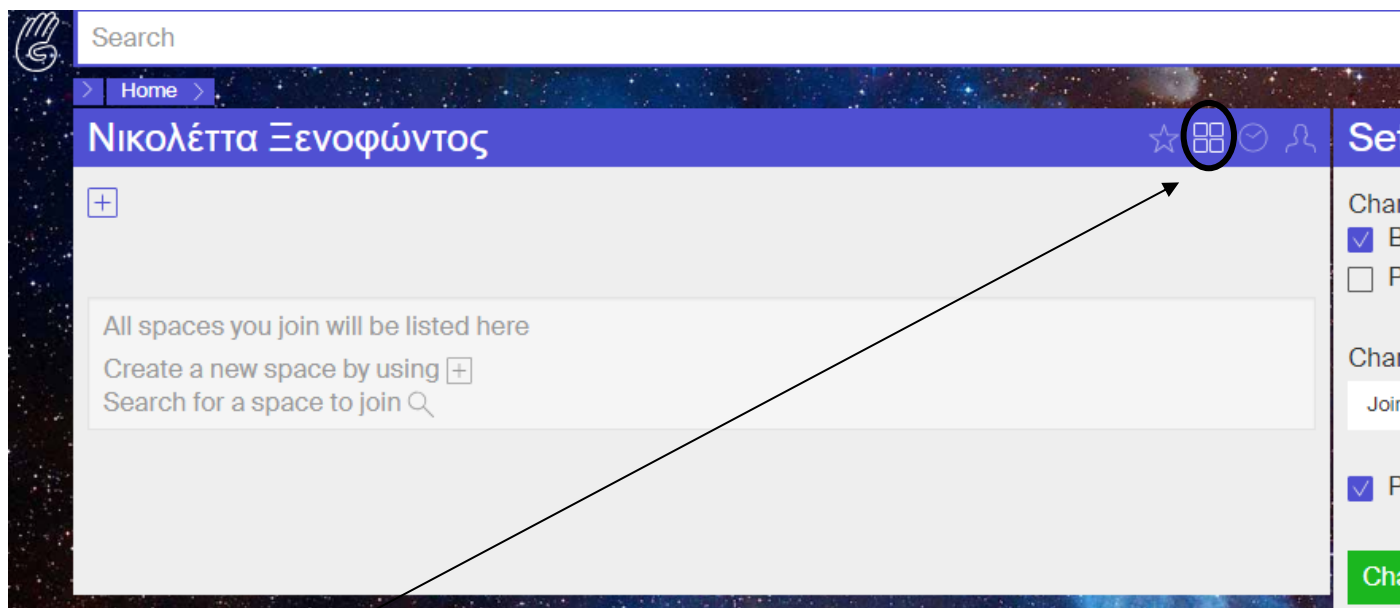 Search
Home
Νικολέττα Ξενοφώντος
All spaces you join will be listed here
Create a new space by using
Search for a space to join